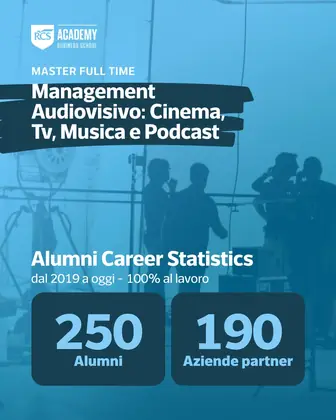 RCS
ACADEMY
BUSINESS SCHOOL
MASTER FULL TIME
Management
Audiovisivo: Cinema,
Tv, Musica e Podcast
Alumni Career Statistics
dal 2019 a oggi - 100% al lavoro
250
Alumni
190
Aziende partner